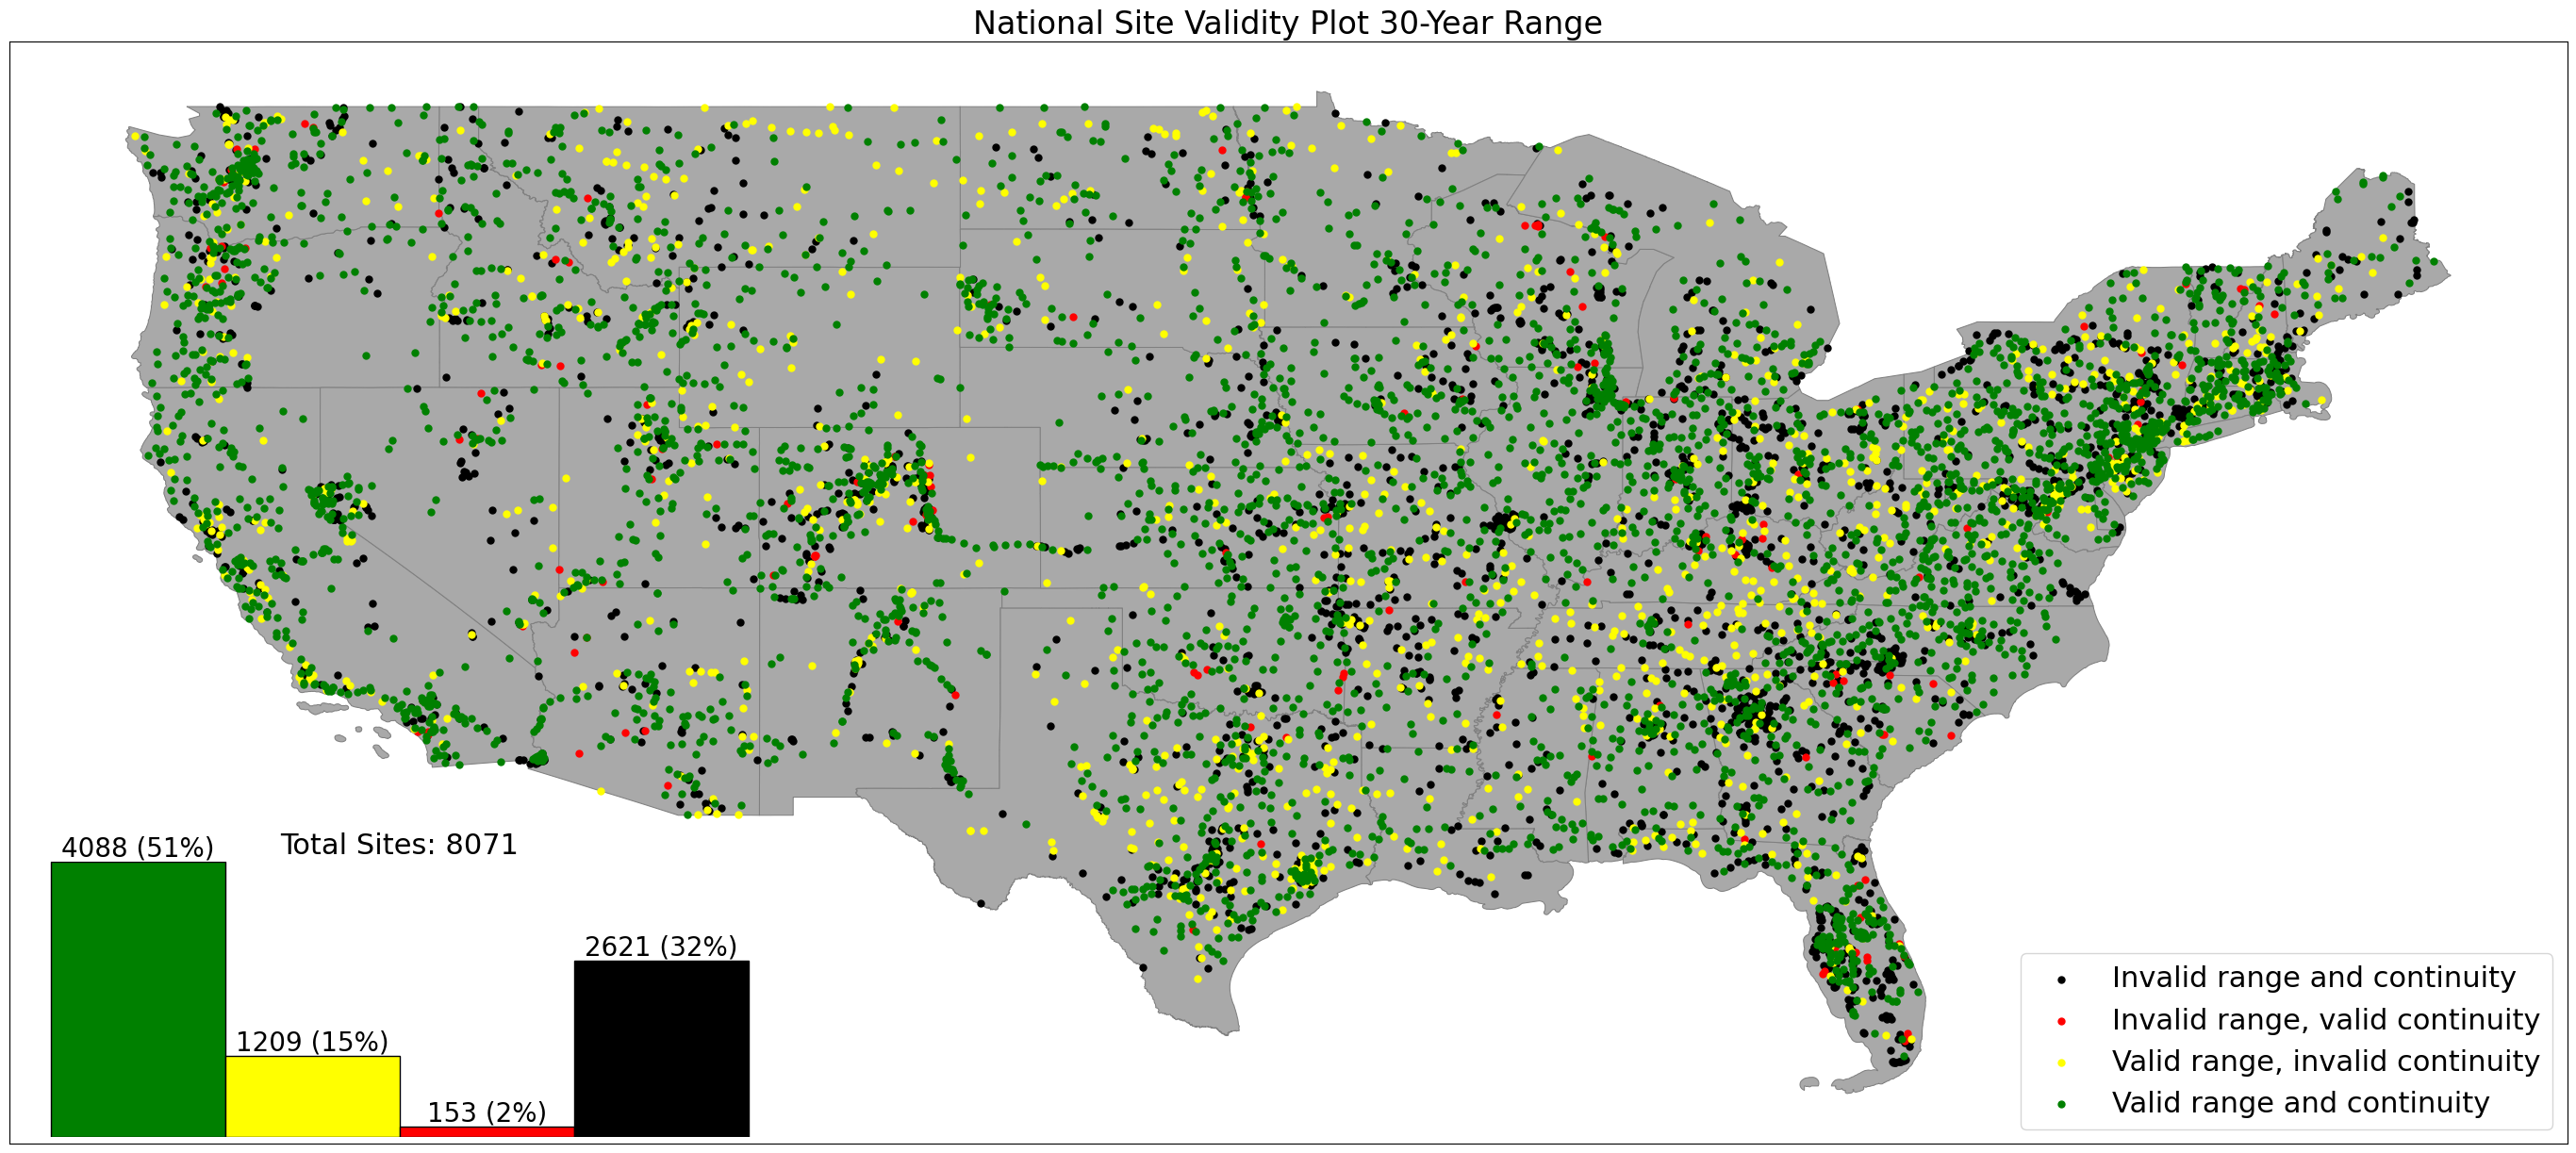 National Site Validity Plot 30-Year Range
Total Sites: 8071
4088 (51%)
1209 (15%)
153 (2%)
2621 (32%)
Invalid range and continuity
Invalid range, valid continuity
Valid range, invalid continuity
Valid range and continuity